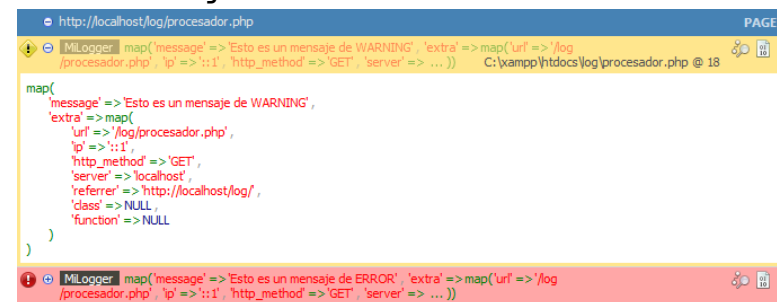 http://localhost/log/procesador.php PAGE
MiLogger map('message' => 'Esto es un mensaje de WARNING' , 'extra' => map('url' => '/log
/procesador.php' , 'ip' => '::1' , 'http_method' => 'GET' , 'server' => ... )) C:\xampp\htdocs\log\procesador.php @ 18
map(
'message' => 'Esto es un mensaje de WARNING' ,
'extra' => map(
'url' => '/log/procesador.php' ,
'ip' => '::1' ,
'http_method' => 'GET' ,
'server' => 'localhost' ,
'referrer' => 'http://localhost/log/' ,
'class' => NULL ,
'function' => NULL
)
)
MiLogger map('message' => 'Esto es un mensaje de ERROR' , 'extra' => map('url' => '/log
/procesador.php' , 'ip' => '::1' , 'http_method' => 'GET' , 'server' => ... ))